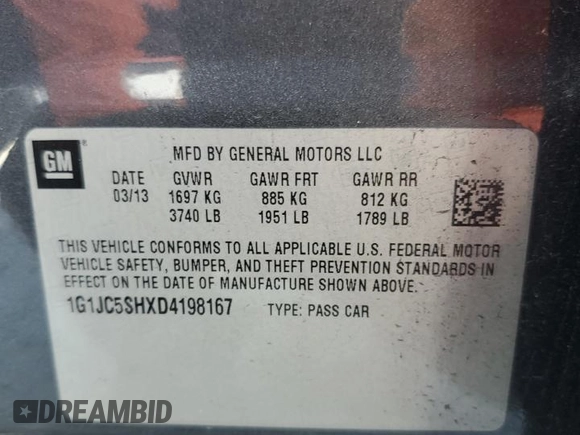 GM
®
MFD BY GENERAL MOTORS LLC
DATE GVWR GAWR FRT GAWR RR
03/13 1697 KG 885 KG 812 KG
3740 LB 1951 LB 1789 LB
THIS VEHICLE CONFORMS TO ALL APPLICABLE U.S. FEDERAL MOTOR
VEHICLE SAFETY, BUMPER, AND THEFT PREVENTION STANDARDS IN
EFFECT ON THE DATE OF MANUFACTURE SHOWN ABOVE.
1G1JC5SHXD4198167 TYPE: PASS CAR
DREAMBID